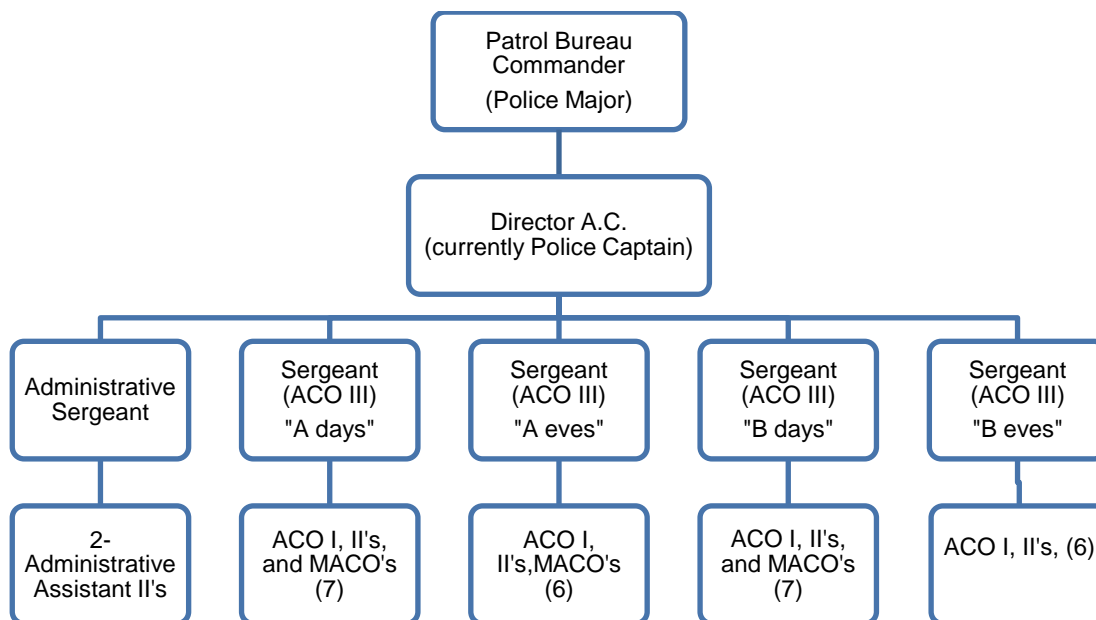 Patrol Bureau
Commander
(Police Major)
Director A.C.
(currently Police Captain)
Administrative
Sergeant
Sergeant
(ACO III)
"A days"
Sergeant
(ACO III)
"A eves"
Sergeant
(ACO III)
"B days"
Sergeant
(ACO III)
"B eves"
2-
Administrative
Assistant II's
ACO I, II's,
and MACO's
(7)
ACO I,
II's,MACO's
(6)
ACO I, II's,
and MACO's
(7)
ACO I, II's, (6)